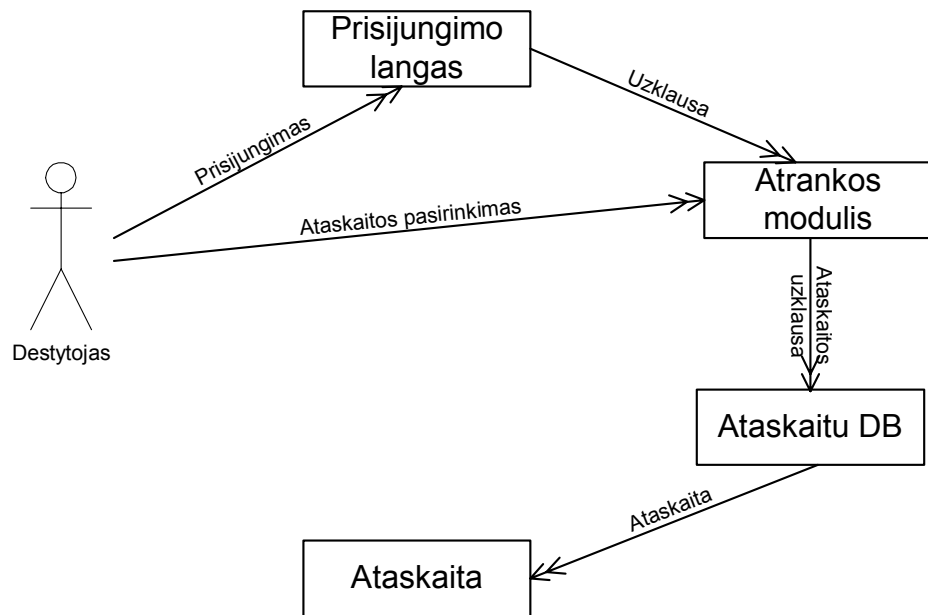 Prisijungimo
langas
Uzklausa
Prisijungimas
Atrankos
modulis
Ataskaitos pasirinkimas
Ataskaitos
uzklausa
Destytojas
Ataskaitu DB
Ataskaita
Ataskaita